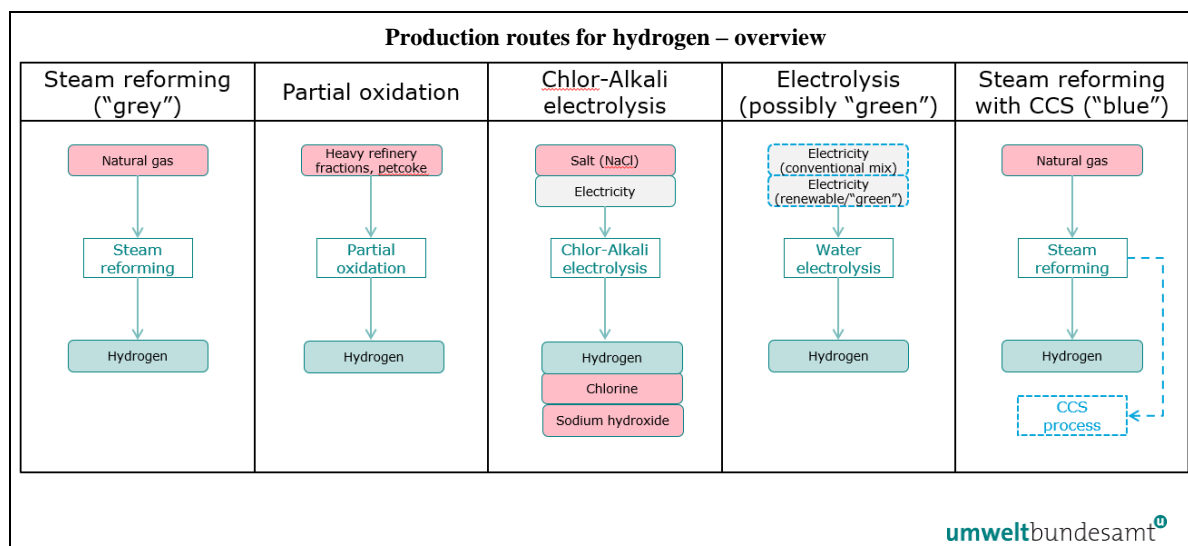 Production routes for hydrogen – overview
Steam reforming
(“grey”)
Partial oxidation
Chlor-Alkali
electrolysis
Electrolysis
(possibly “green”)
Steam reforming
with CCS (“blue”)
Natural gas
Steam
reforming
Hydrogen
Heavy refinery
fractions, petcoke
Partial
oxidation
Hydrogen
Salt (NaCl)
Electricity
Chlor-Alkali
electrolysis
Hydrogen
Chlorine
Sodium hydroxide
Electricity
(conventional mix)
Electricity
(renewable/“green”)
Water
electrolysis
Hydrogen
Natural gas
Steam
reforming
Hydrogen
CCS
process
umweltbundesamt u